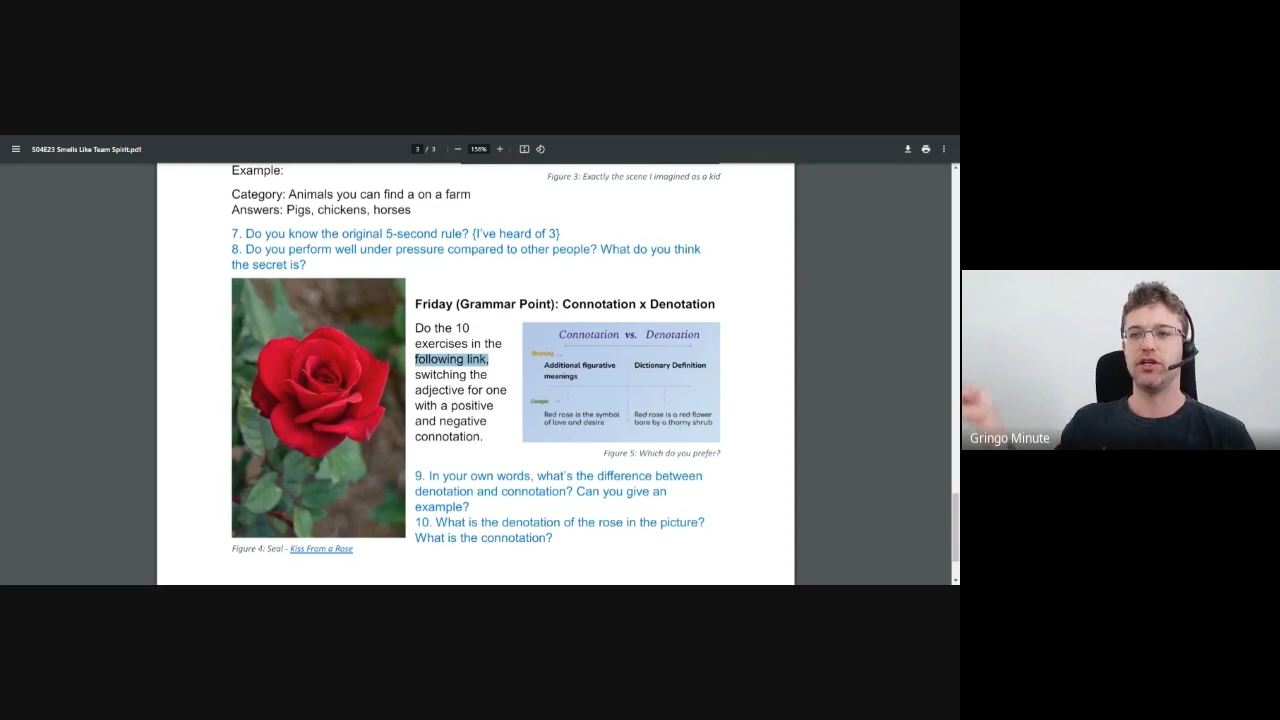 S04E23 Smells Like Team Spirit.pdf
3 / 3
156%
Example:
Figure 3: Exactly the scene I imagined as a kid
Category: Animals you can find a on a farm
Answers: Pigs, chickens, horses
7. Do you know the original 5-second rule? {I've heard of 3}
8. Do you perform well under pressure compared to other people? What do you think
the secret is?
Friday (Grammar Point): Connotation x Denotation
Do the 10
exercises in the
following link,
switching the
adjective for one
with a positive
and negative
connotation.
Connotation vs. Denotation
Meaning
Additional figurative
meanings
Dictionary Definition
Example
Red rose is the symbol
of love and desire
Red rose is a red flower
bore by a thorny shrub
Figure 5: Which do you prefer?
9. In your own words, what's the difference between
denotation and connotation? Can you give an
example?
10. What is the denotation of the rose in the picture?
What is the connotation?
Figure 4: Seal - Kiss From a Rose
Gringo Minute